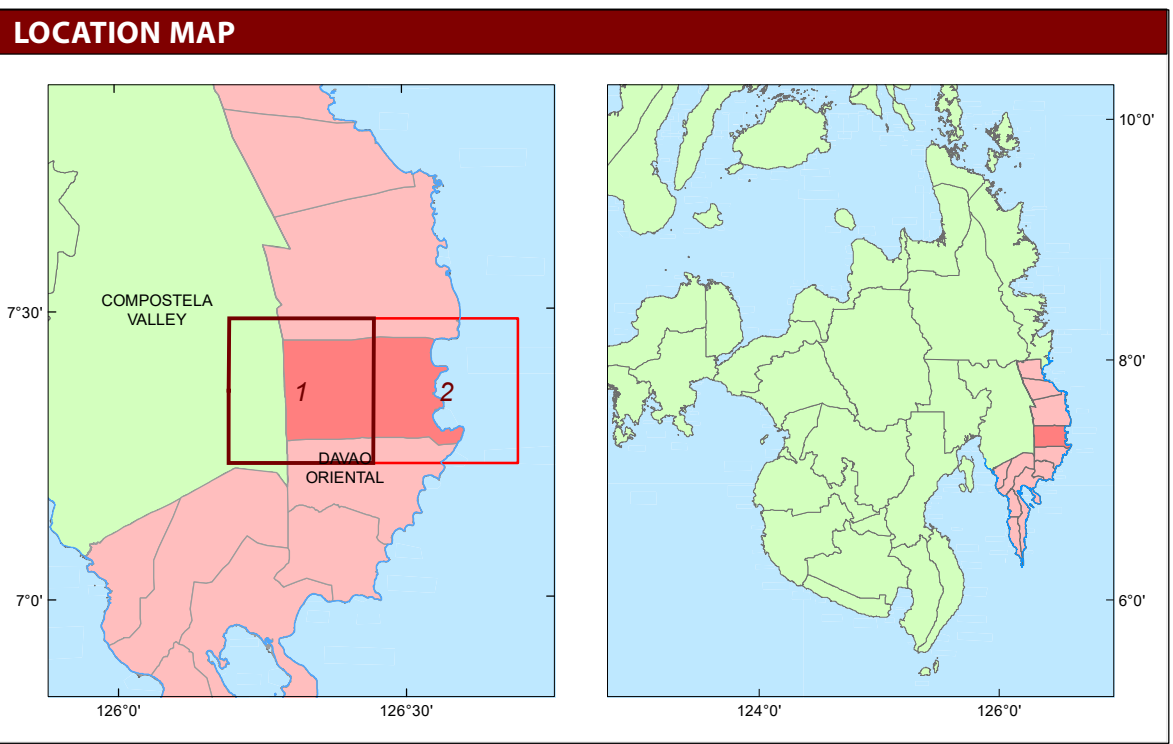 LOCATION MAP
COMPOSTELA
VALLEY
7°30'
1
2
DAVAO
ORIENTAL
7°0'
126°0'
126°30'
10°0'
8°0'
6°0'
124°0'
126°0'